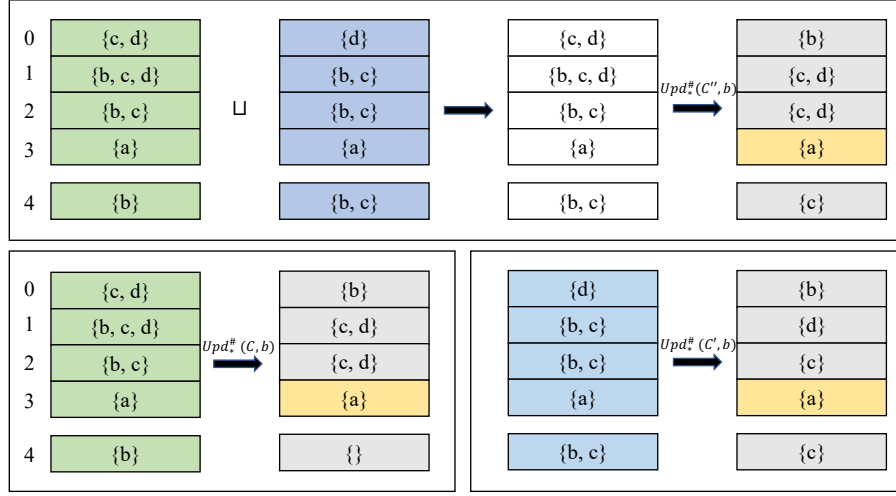 0 {c, d} {d} {c, d} {b}
1 {b, c, d} {b, c} {b, c, d} {c, d}
2 {b, c} ⊔ {b, c} {b, c} Upd*#(C'', b) {c, d}
3 {a} {a} {a} {a}
4 {b} {b, c} {b, c} {c}
0 {c, d} {b}
1 {b, c, d} {c, d}
2 {b, c} Upd*#(C, b) {c, d}
3 {a} {a}
4 {b} {}
{d} {b}
{b, c} {d}
{b, c} Upd*#(C', b) {c}
{a} {a}
{b, c} {c}